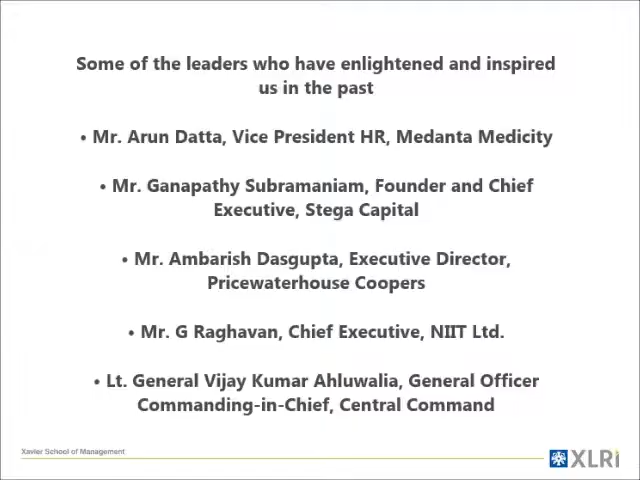 Some of the leaders who have enlightened and inspired
us in the past
• Mr. Arun Datta, Vice President HR, Medanta Medicity
• Mr. Ganapathy Subramaniam, Founder and Chief
Executive, Stega Capital
• Mr. Ambarish Dasgupta, Executive Director,
Pricewaterhouse Coopers
• Mr. G Raghavan, Chief Executive, NIIT Ltd.
• Lt. General Vijay Kumar Ahluwalia, General Officer
Commanding-in-Chief, Central Command
Xavier School of Management
XLRI